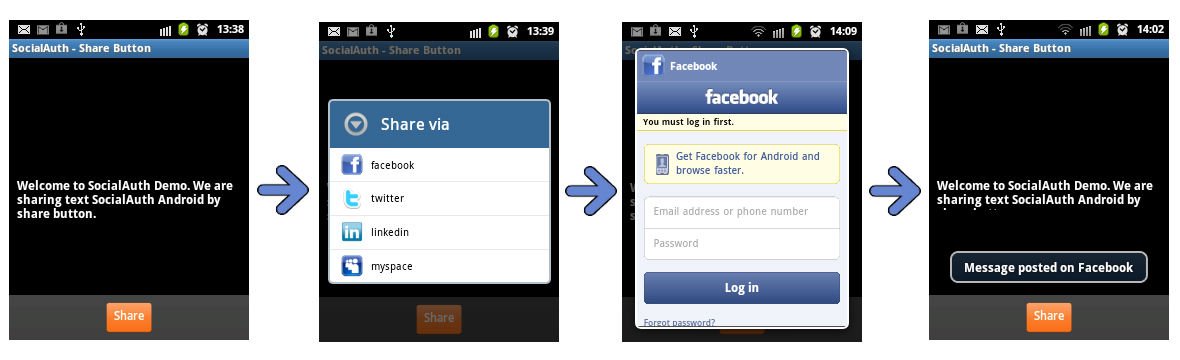 13:38
SocialAuth - Share Button
Welcome to SocialAuth Demo. We are
sharing text SocialAuth Android by
share button.
Share
13:39
SocialAuth - Share Button
Share via
facebook
twitter
linkedin
myspace
Share
14:09
Facebook
facebook
You must log in first.
Get Facebook for Android and
browse faster.
Email address or phone number
Password
Log in
Forgot password?
14:02
SocialAuth - Share Button
Welcome to SocialAuth Demo. We are
sharing text SocialAuth Android by
Message posted on Facebook
Share